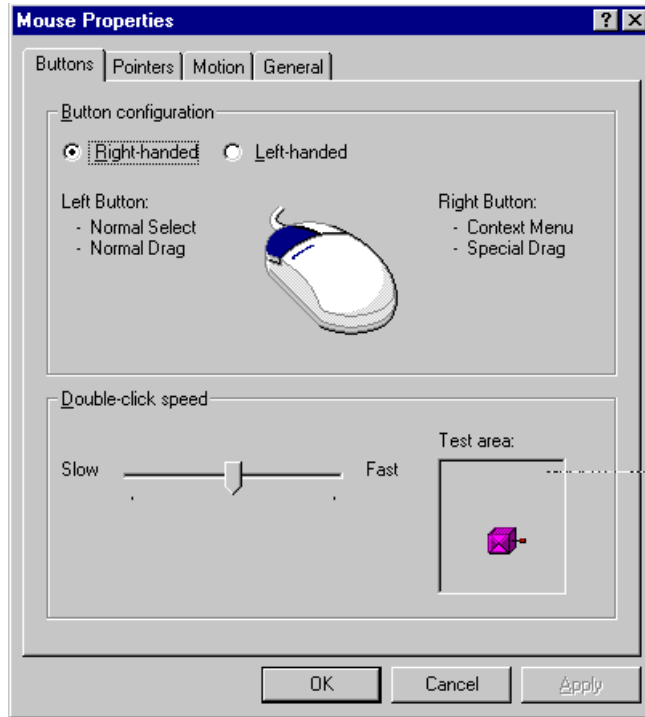 Mouse Properties
Buttons Pointers Motion General
Button configuration
Right-handed Left-handed
Left Button:
- Normal Select
- Normal Drag
Right Button:
- Context Menu
- Special Drag
Double-click speed
Slow Fast
Test area:
OK Cancel Apply